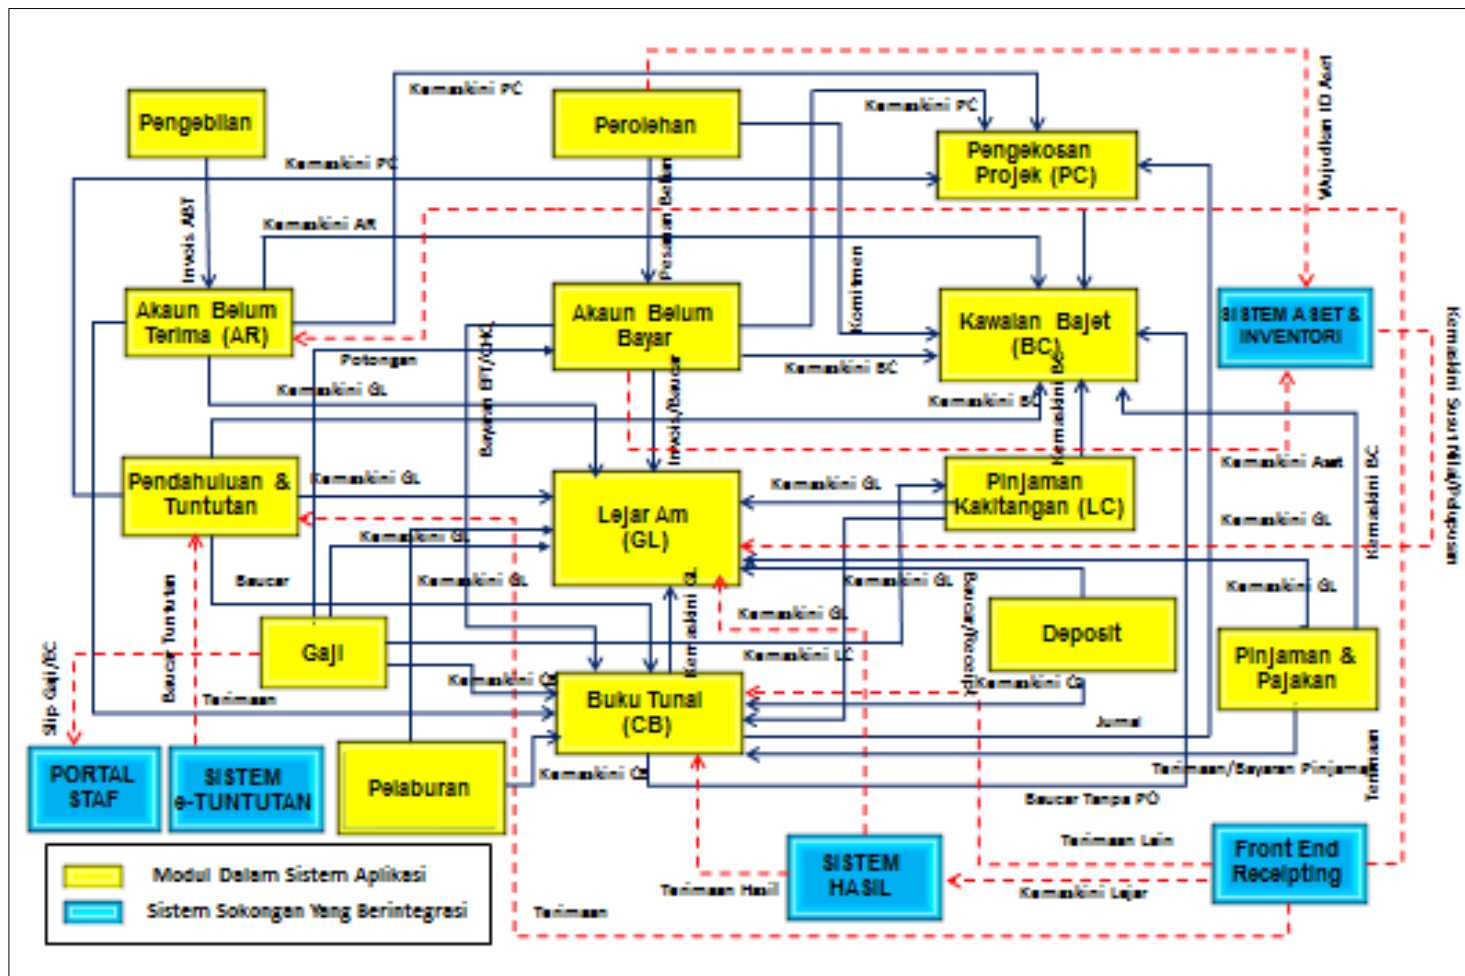 Kemaskini PC
Wujudkan ID Aset
Pengebilan
Perolehan
Kemaskini PC
Kemaskini PC
Pengekosan
Projek (PC)
Invois ABT
Pesanan Belian
Kemaskini AR
Komitmen
Akaun Belum
Terima (AR)
Akaun Belum
Bayar
Kawalan Bajet
(BC)
SISTEM ASET &
INVENTORI
Kemaskini Susut Nilai/Pelupusan
Potongan
Bayaran EFT/CHQ
Invois/Baucar
Kemaskini BC
Kemaskini GL
Kemaskini BC
Kemaskini BC
Kemaskini Aset
Kemaskini BC
Pendahuluan &
Tuntutan
Kemaskini GL
Lejar Am
(GL)
Kemaskini GL
Pinjaman
Kakitangan (LC)
Kemaskini GL
Kemaskini GL
Baucar
Kemaskini GL
Kemaskini GL
Kemaskini GL
Kemaskini GL
Kemaskini GL
Baucar/Receipt
Baucar Tuntutan
Gaji
Deposit
Pinjaman &
Pajakan
Kemaskini LC
Slip Gaji/EC
Terimaan
Kemaskini CB
Kemaskini CB
Buku Tunai
(CB)
Jurnal
Terimaan
PORTAL
STAF
SISTEM
e-TUNTUTAN
Pelaburan
Kemaskini CB
Terimaan/Bayaran Pinjaman
Baucar Tanpa PO
SISTEM
HASIL
Terimaan Lain
Front End
Receipting
Terimaan Hasil
Kemaskini Lejar
Terimaan
Modul Dalam Sistem Aplikasi
Sistem Sokongan Yang Berintegrasi